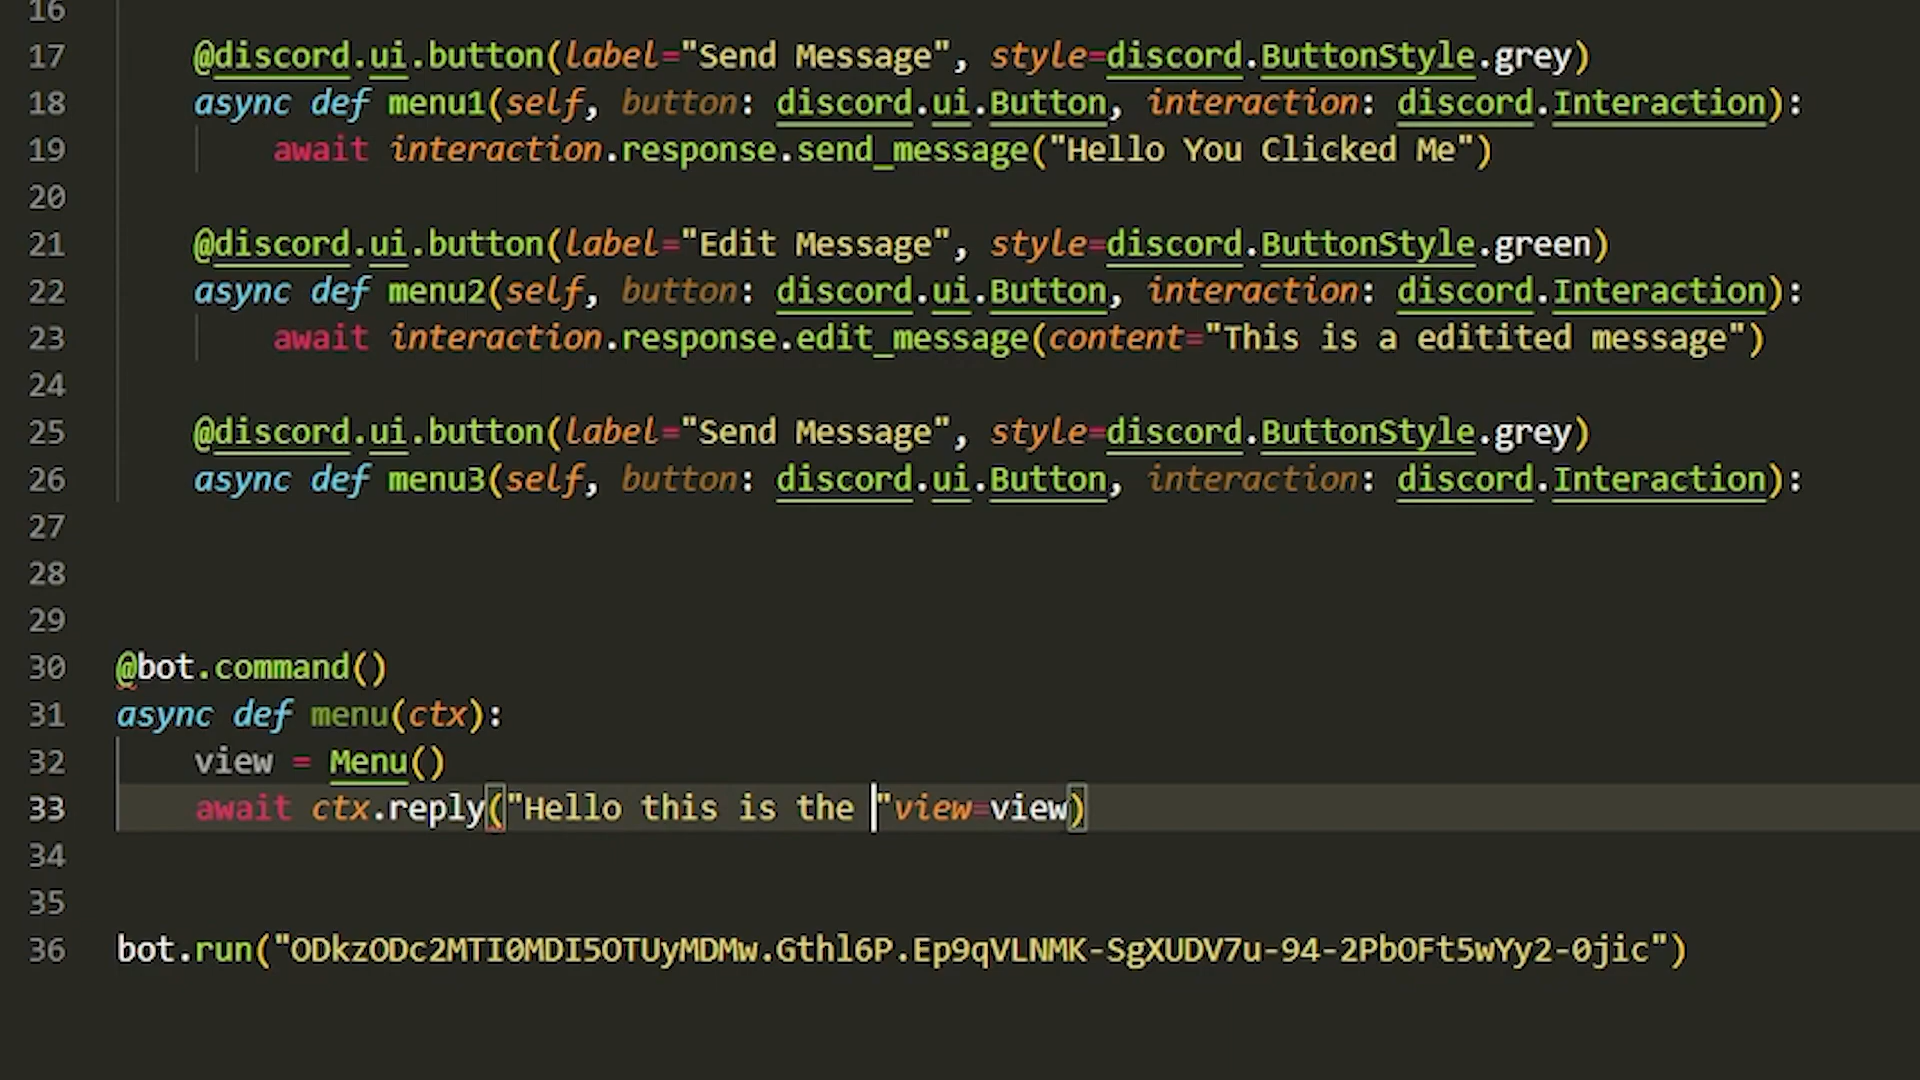 16
17 @discord.ui.button(label="Send Message", style=discord.ButtonStyle.grey)
18 async def menu1(self, button: discord.ui.Button, interaction: discord.Interaction):
19 await interaction.response.send_message("Hello You Clicked Me")
20
21 @discord.ui.button(label="Edit Message", style=discord.ButtonStyle.green)
22 async def menu2(self, button: discord.ui.Button, interaction: discord.Interaction):
23 await interaction.response.edit_message(content="This is a editited message")
24
25 @discord.ui.button(label="Send Message", style=discord.ButtonStyle.grey)
26 async def menu3(self, button: discord.ui.Button, interaction: discord.Interaction):
27
28
29
30 @bot.command()
31 async def menu(ctx):
32 view = Menu()
33 await ctx.reply("Hello this is the "view=view)
34
35
36 bot.run("ODkzODc2MTI0MDI5OTUyMDMw.Gthl6P.Ep9qVLNMK-SgXUDV7u-94-2PbOFt5wYy2-0jic")